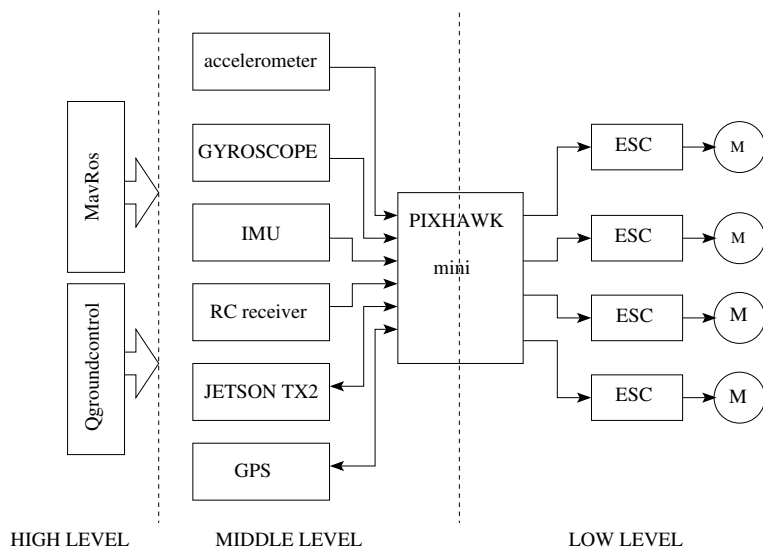 MavRos
Qgroundcontrol
accelerometer
GYROSCOPE
IMU
RC receiver
JETSON TX2
GPS
PIXHAWK
mini
ESC
M
ESC
M
ESC
M
ESC
M
HIGH LEVEL
MIDDLE LEVEL
LOW LEVEL